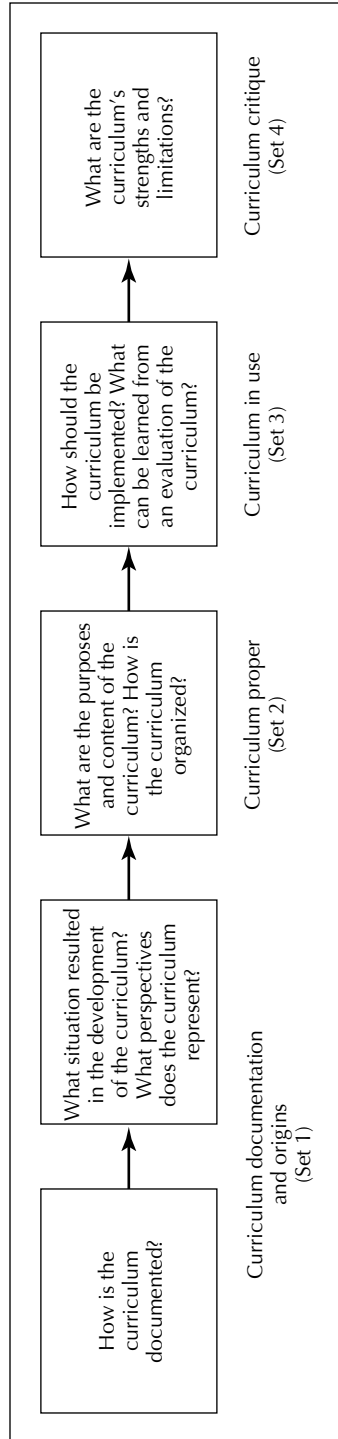 How is the
curriculum
documented?
What situation resulted
in the development
of the curriculum?
What perspectives
does the curriculum
represent?
Curriculum documentation
and origins
(Set 1)
What are the purposes
and content of the
curriculum? How is
the curriculum
organized?
Curriculum proper
(Set 2)
How should the
curriculum be
implemented? What
can be learned from
an evaluation of the
curriculum?
Curriculum in use
(Set 3)
What are the
curriculum's
strengths and
limitations?
Curriculum critique
(Set 4)